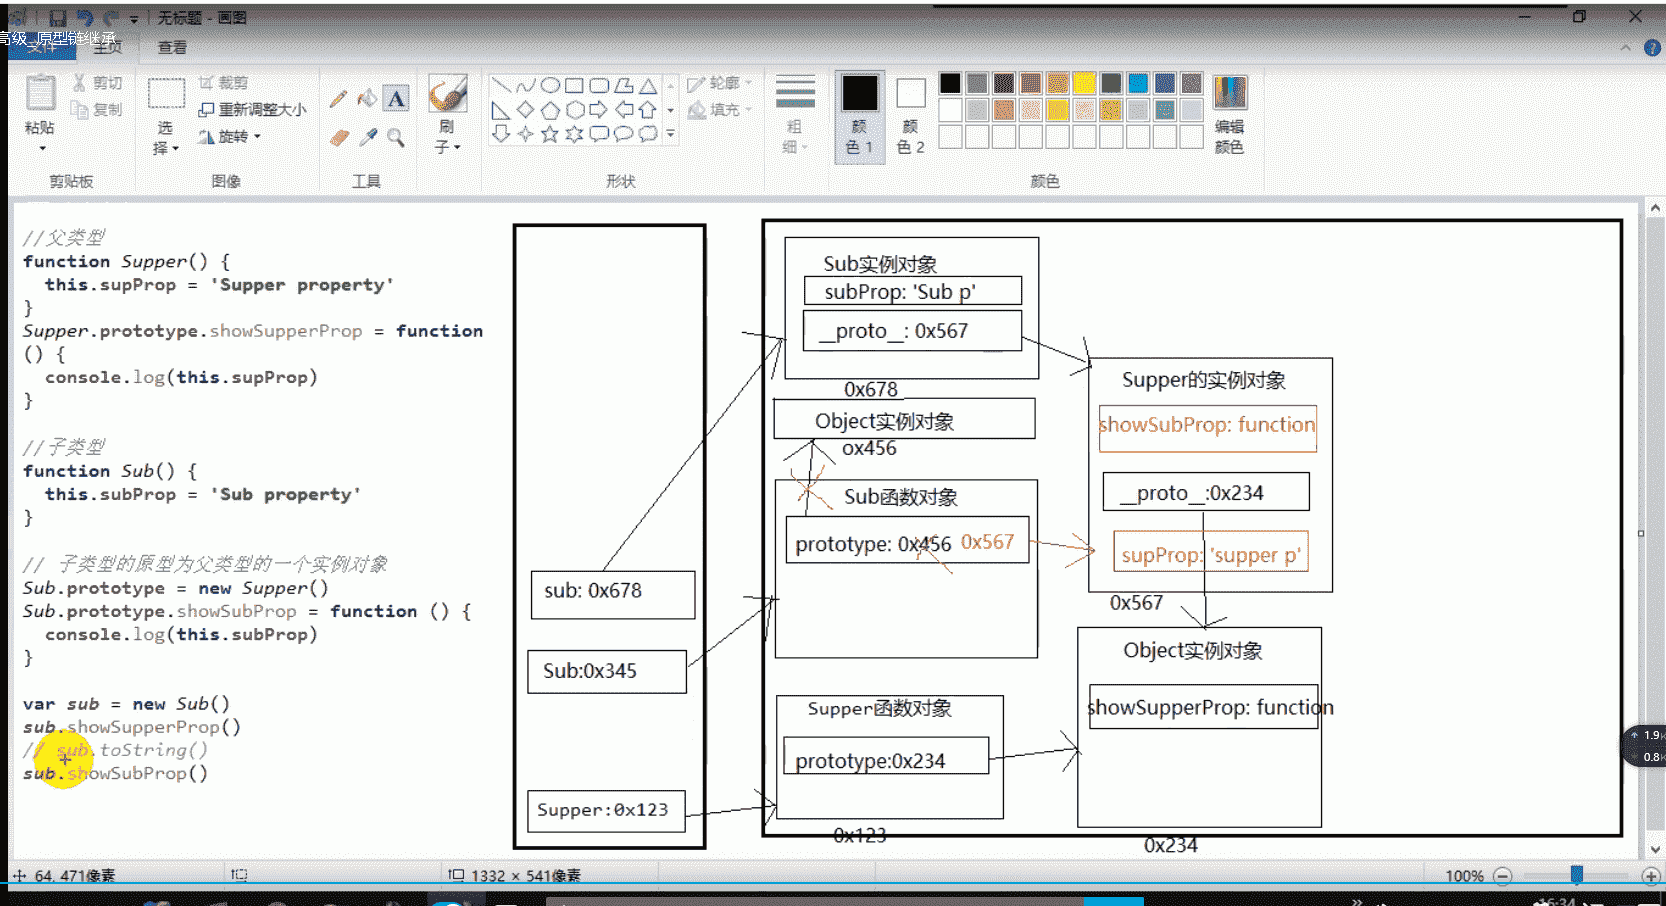 无标题 - 画图
高级_原型链继承
文件 主页 查看
粘贴
剪切
复制
剪贴板
选择
裁剪
重新调整大小
旋转
图像
A
工具
刷子
轮廓
填充
形状
粗细
颜色 1
颜色 2
编辑颜色
颜色
//父类型
function Supper() {
this.supProp = 'Supper property'
}
Supper.prototype.showSupperProp = function
() {
console.log(this.supProp)
}
//子类型
function Sub() {
this.subProp = 'Sub property'
}
// 子类型的原型为父类型的一个实例对象
Sub.prototype = new Supper()
Sub.prototype.showSubProp = function () {
console.log(this.subProp)
}
var sub = new Sub()
sub.showSupperProp()
// sub.toString()
sub.showSubProp()
sub: 0x678
Sub:0x345
Supper:0x123
Sub实例对象
subProp: 'Sub p'
__proto__: 0x567
0x678
Object实例对象
ox456
Sub函数对象
prototype: 0x456 0x567
Supper函数对象
prototype:0x234
0x123
Supper的实例对象
showSubProp: function
__proto__:0x234
supProp: 'supper p'
0x567
Object实例对象
showSupperProp: function
0x234
1.9K
0.8K
64, 471像素
1332 × 541像素
100%
16:34